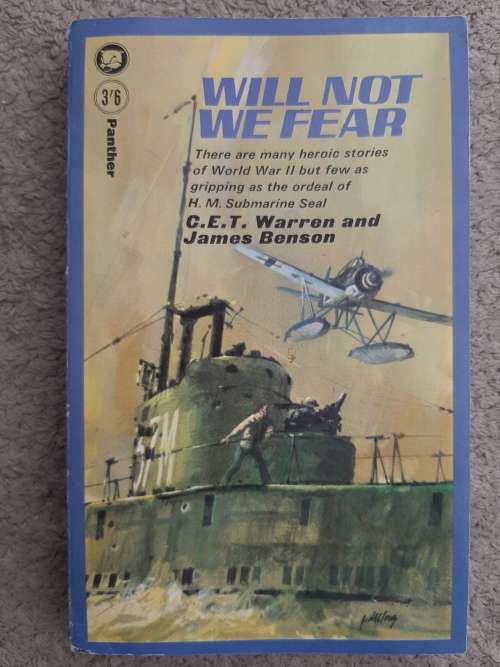 3'6
Panther
WILL NOT
WE FEAR
There are many heroic stories
of World War II but few as
gripping as the ordeal of
H. M. Submarine Seal
C.E.T. Warren and
James Benson